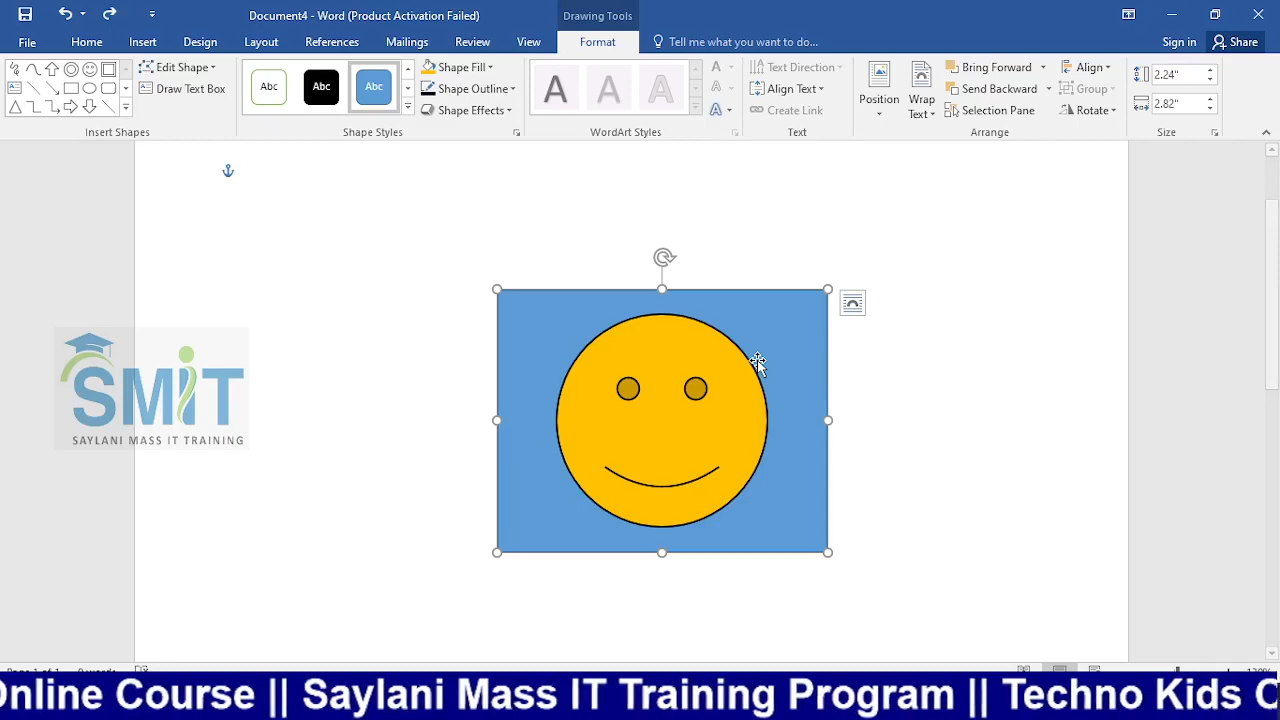 Document4 - Word (Product Activation Failed)
Drawing Tools
File
Home
Insert
Design
Layout
References
Mailings
Review
View
Format
Tell me what you want to do...
Sign in
Share
Edit Shape
Draw Text Box
Insert Shapes
Abc
Abc
Abc
Shape Styles
Shape Fill
Shape Outline
Shape Effects
A
A
A
WordArt Styles
A
A
A
Text Direction
Align Text
Create Link
Text
Position
Wrap
Text
Bring Forward
Send Backward
Selection Pane
Align
Group
Rotate
Arrange
2.24"
2.82"
Size
SMIT
SAYLANI MASS IT TRAINING
Online Course || Saylani Mass IT Training Program || Techno Kids